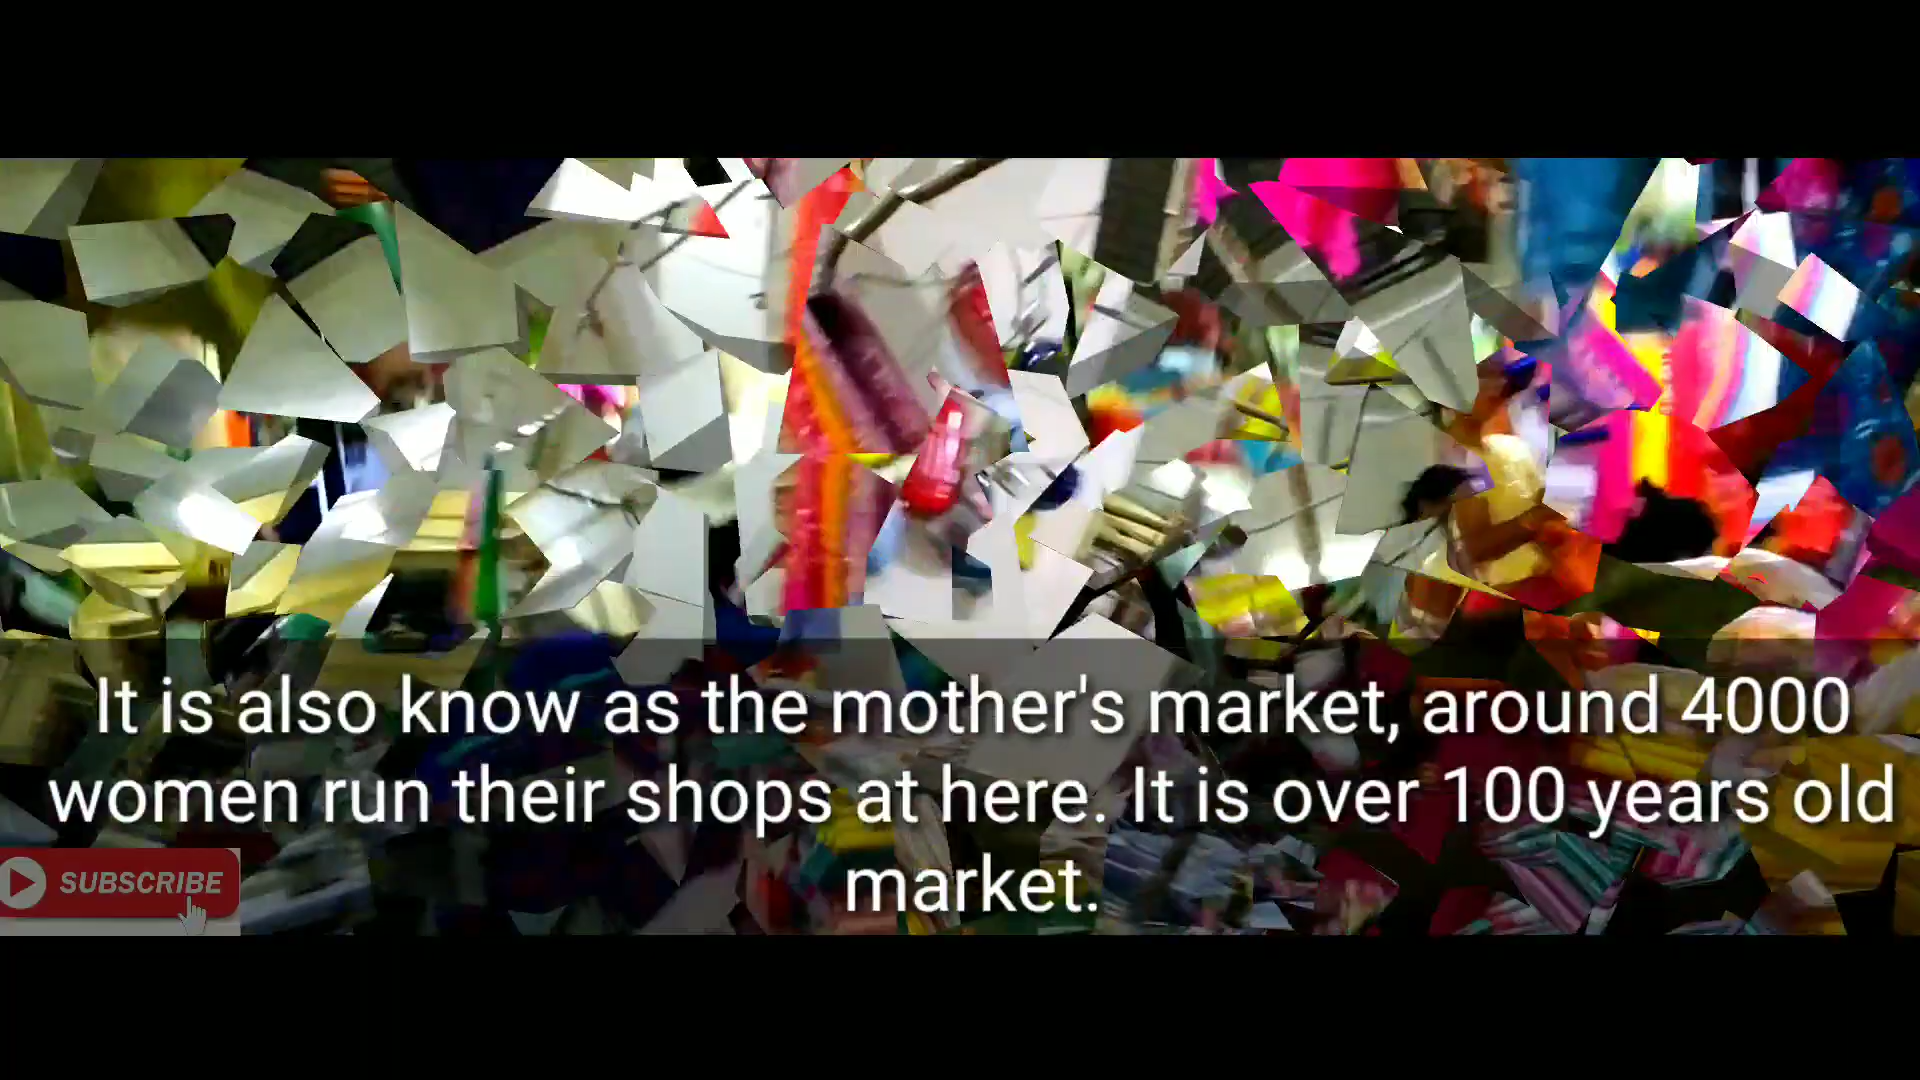 It is also know as the mother's market, around 4000
women run their shops at here. It is over 100 years old
market.
SUBSCRIBE